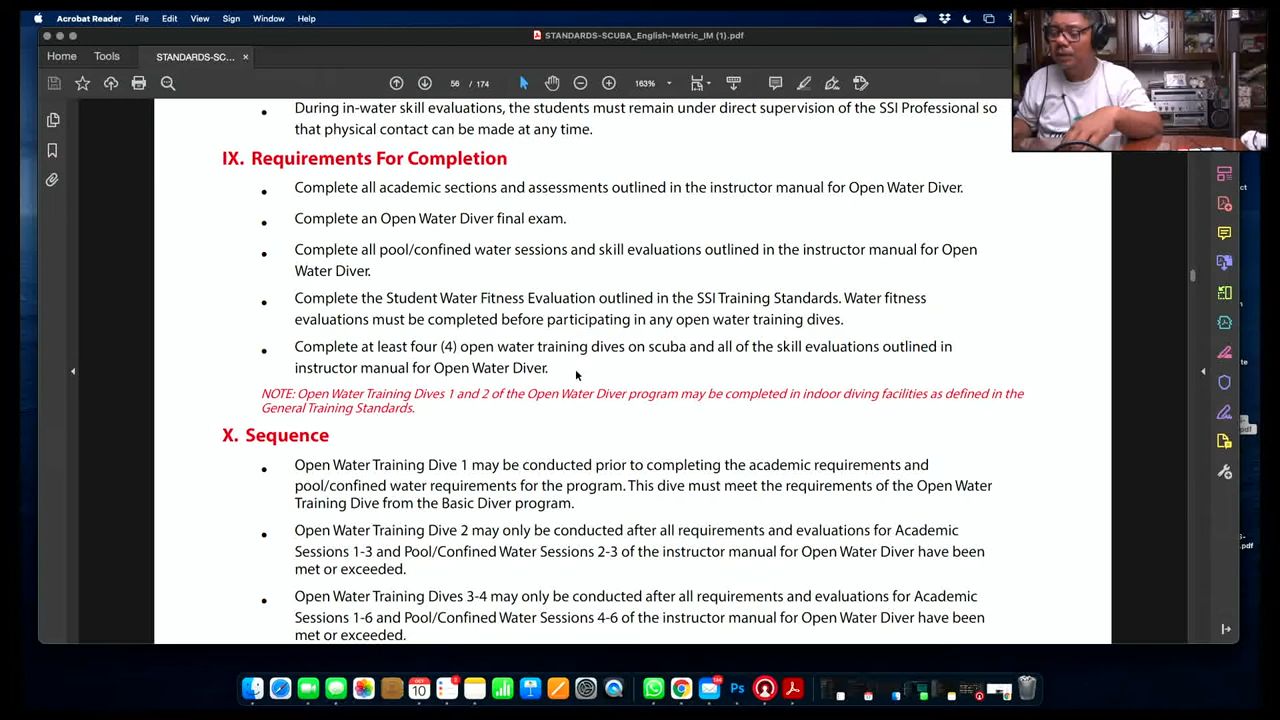 Acrobat Reader File Edit View Sign Window Help
STANDARDS-SCUBA_English-Metric_IM (1).pdf
Home Tools STANDARDS-SC... ×
56 / 174 163%
During in-water skill evaluations, the students must remain under direct supervision of the SSI Professional so
that physical contact can be made at any time.
IX. Requirements For Completion
• Complete all academic sections and assessments outlined in the instructor manual for Open Water Diver.
• Complete an Open Water Diver final exam.
• Complete all pool/confined water sessions and skill evaluations outlined in the instructor manual for Open
Water Diver.
• Complete the Student Water Fitness Evaluation outlined in the SSI Training Standards. Water fitness
evaluations must be completed before participating in any open water training dives.
• Complete at least four (4) open water training dives on scuba and all of the skill evaluations outlined in
instructor manual for Open Water Diver.
NOTE: Open Water Training Dives 1 and 2 of the Open Water Diver program may be completed in indoor diving facilities as defined in the
General Training Standards.
X. Sequence
• Open Water Training Dive 1 may be conducted prior to completing the academic requirements and
pool/confined water requirements for the program. This dive must meet the requirements of the Open Water
Training Dive from the Basic Diver program.
• Open Water Training Dive 2 may only be conducted after all requirements and evaluations for Academic
Sessions 1-3 and Pool/Confined Water Sessions 2-3 of the instructor manual for Open Water Diver have been
met or exceeded.
• Open Water Training Dives 3-4 may only be conducted after all requirements and evaluations for Academic
Sessions 1-6 and Pool/Confined Water Sessions 4-6 of the instructor manual for Open Water Diver have been
met or exceeded.
OCT
10
Ps